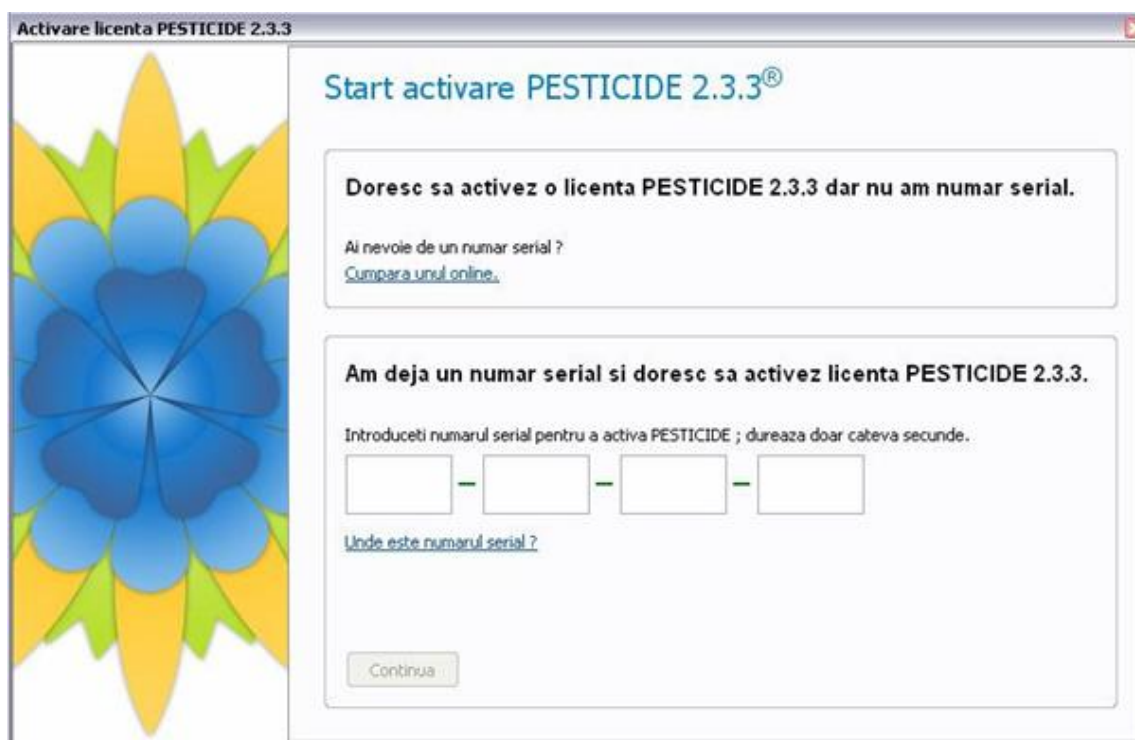 Activare licenta PESTICIDE 2.3.3
Start activare PESTICIDE 2.3.3®
Doresc sa activez o licenta PESTICIDE 2.3.3 dar nu am numar serial.
Ai nevoie de un numar serial ?
Cumpara unul online.
Am deja un numar serial si doresc sa activez licenta PESTICIDE 2.3.3.
Introduceti numarul serial pentru a activa PESTICIDE ; dureaza doar cateva secunde.
Unde este numarul serial ?
Continua